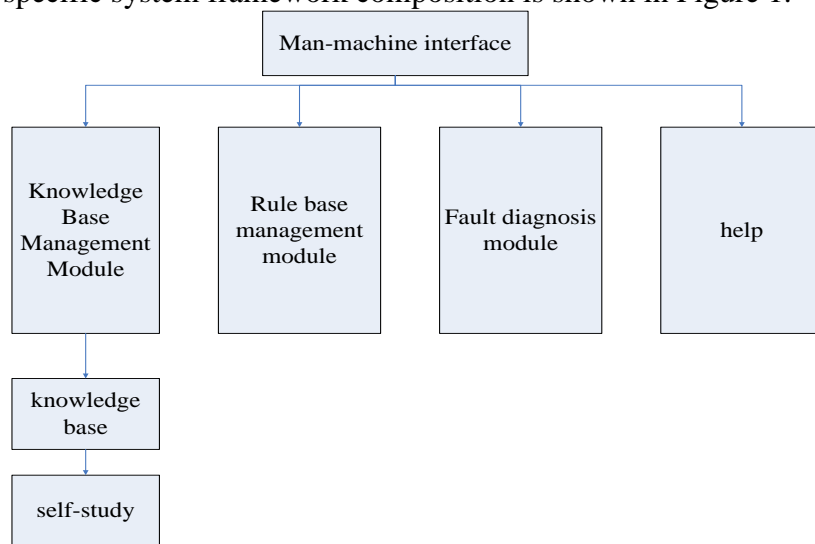 specific system framework composition is shown in Figure 1.
Man-machine interface
Knowledge
Base
Management
Module
Rule base
management
module
Fault diagnosis
module
help
knowledge
base
self-study